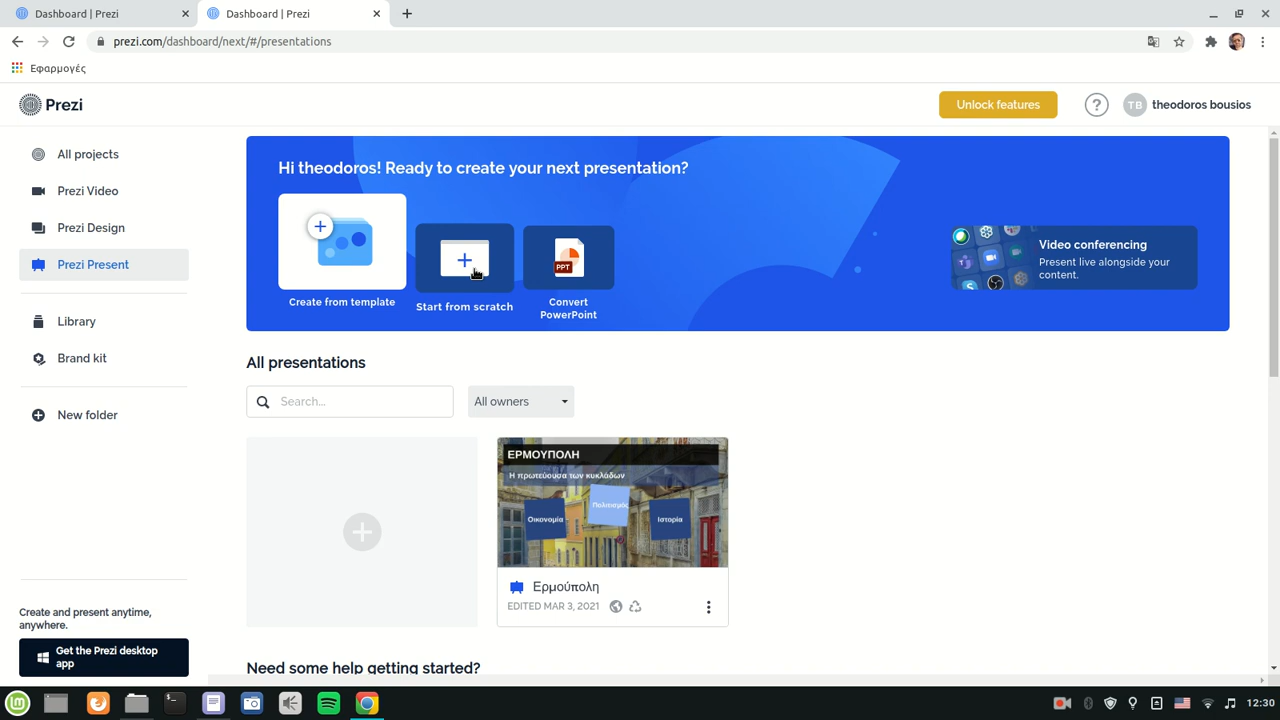 Dashboard | Prezi
Dashboard | Prezi
prezi.com/dashboard/next/#/presentations
Εφαρμογές
Prezi
Unlock features
?
TB
theodoros bousios
All projects
Prezi Video
Prezi Design
Prezi Present
Library
Brand kit
New folder
Create and present anytime,
anywhere.
Get the Prezi desktop
app
Hi theodoros! Ready to create your next presentation?
Create from template
Start from scratch
PPT
Convert
PowerPoint
Video conferencing
Present live alongside your
content.
All presentations
Search...
All owners
ΕΡΜΟΥΠΟΛΗ
Η πρωτεύουσα των κυκλάδων
Οικονομία
Πολιτισμός
Ιστορία
Ερμούπολη
EDITED MAR 3, 2021
Need some help getting started?
12:30